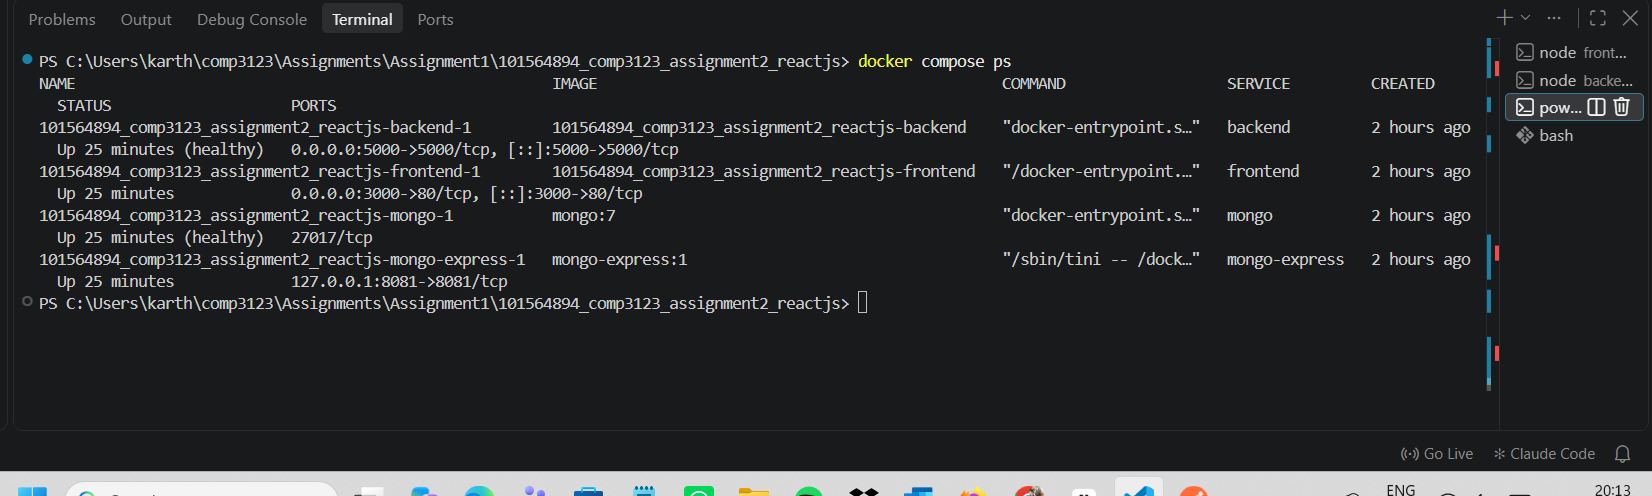 Problems Output Debug Console Terminal Ports
PS C:\Users\karth\comp3123\Assignments\Assignment1\101564894_comp3123_assignment2_reactjs> docker compose ps
NAME IMAGE COMMAND SERVICE CREATED
STATUS PORTS
101564894_comp3123_assignment2_reactjs-backend-1 101564894_comp3123_assignment2_reactjs-backend "docker-entrypoint.s…" backend 2 hours ago
Up 25 minutes (healthy) 0.0.0.0:5000->5000/tcp, [::]:5000->5000/tcp
101564894_comp3123_assignment2_reactjs-frontend-1 101564894_comp3123_assignment2_reactjs-frontend "/docker-entrypoint.…" frontend 2 hours ago
Up 25 minutes 0.0.0.0:3000->80/tcp, [::]:3000->80/tcp
101564894_comp3123_assignment2_reactjs-mongo-1 mongo:7 "docker-entrypoint.s…" mongo 2 hours ago
Up 25 minutes (healthy) 27017/tcp
101564894_comp3123_assignment2_reactjs-mongo-express-1 mongo-express:1 "/sbin/tini -- /dock…" mongo-express 2 hours ago
Up 25 minutes 127.0.0.1:8081->8081/tcp
PS C:\Users\karth\comp3123\Assignments\Assignment1\101564894_comp3123_assignment2_reactjs>
node front...
node backe...
pow...
bash
Go Live Claude Code
ENG 20:13